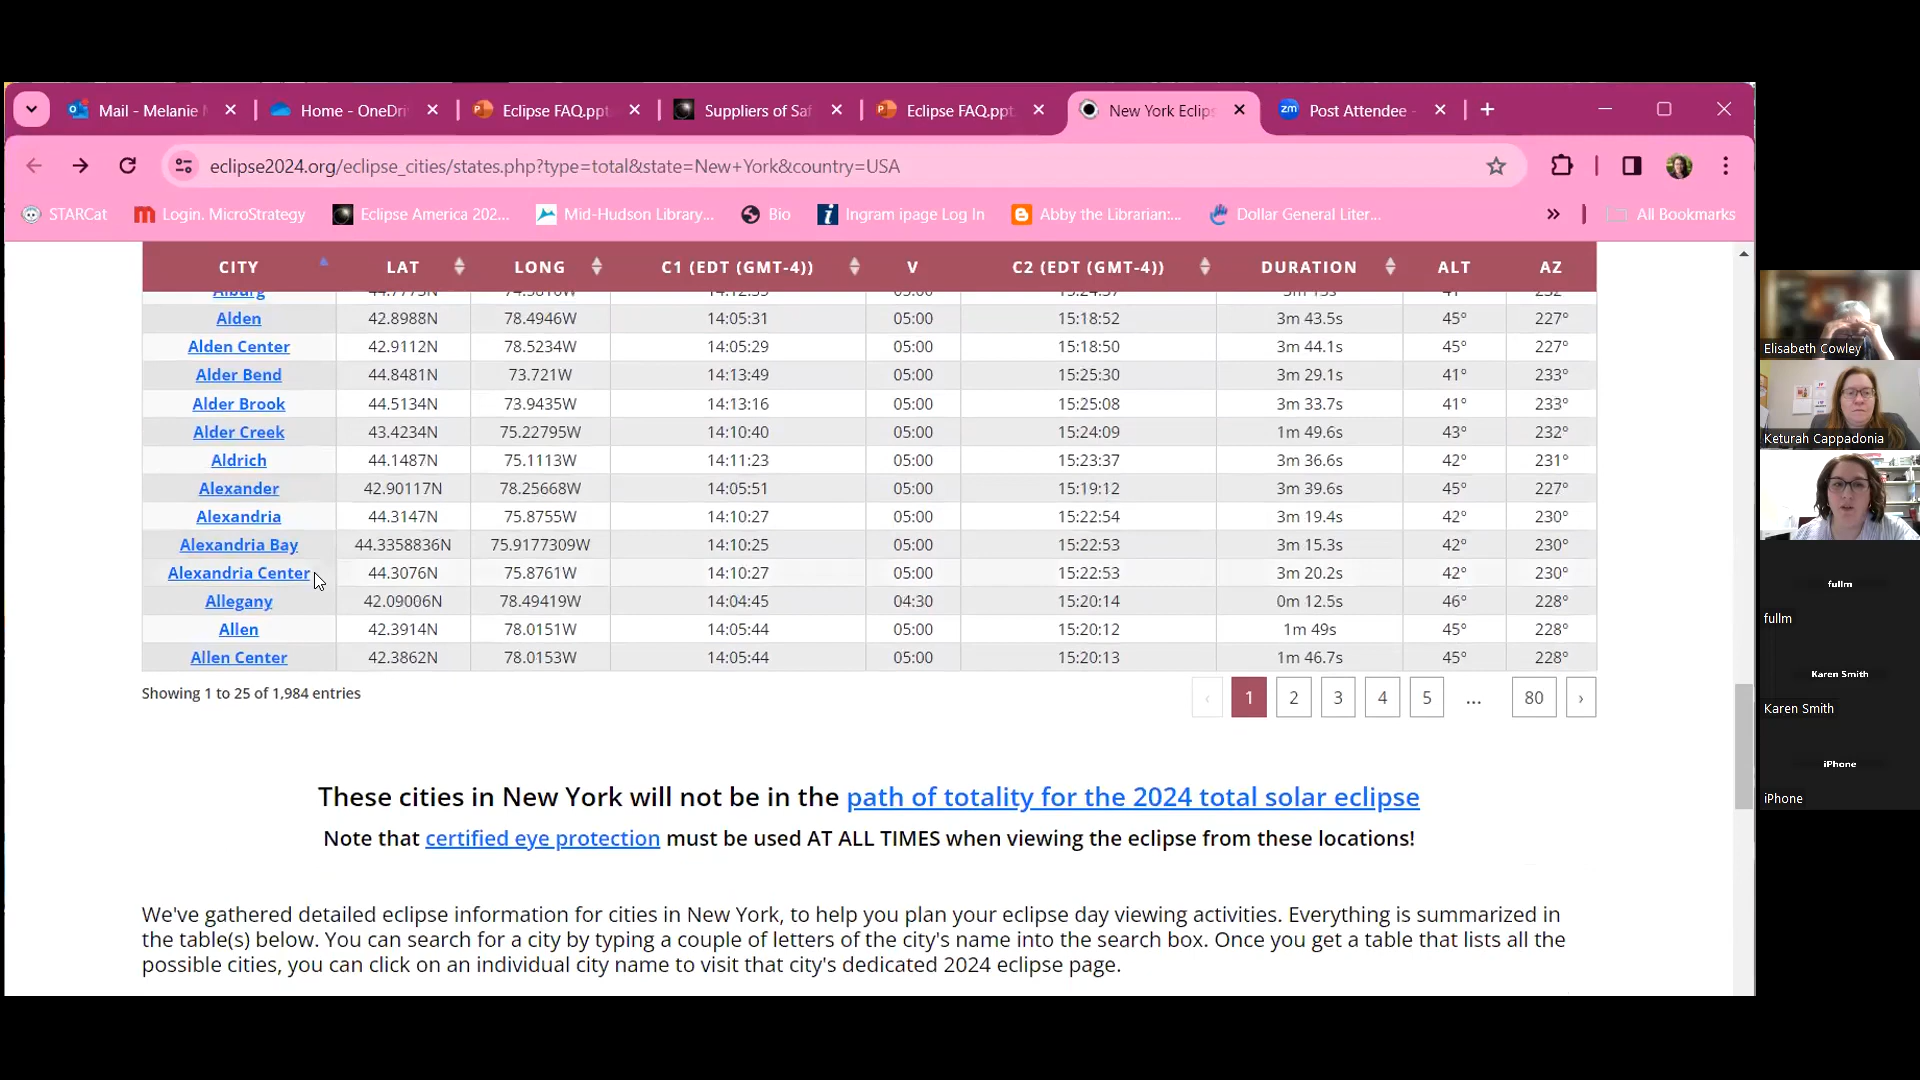 Mail - Melanie
Home - OneDri
Eclipse FAQ.ppt
Suppliers of Saf
Eclipse FAQ.ppt
New York Eclip
zm Post Attendee -
eclipse2024.org/eclipse_cities/states.php?type=total&state=New+York&country=USA
STARCat
Login. MicroStrategy
Eclipse America 202...
Mid-Hudson Library...
Bio
Ingram ipage Log In
Abby the Librarian:...
Dollar General Liter...
» All Bookmarks
CITY LAT LONG C1 (EDT (GMT-4)) V C2 (EDT (GMT-4)) DURATION ALT AZ
Alden 42.8988N 78.4946W 14:05:31 05:00 15:18:52 3m 43.5s 45° 227°
Alden Center 42.9112N 78.5234W 14:05:29 05:00 15:18:50 3m 44.1s 45° 227°
Alder Bend 44.8481N 73.721W 14:13:49 05:00 15:25:30 3m 29.1s 41° 233°
Alder Brook 44.5134N 73.9435W 14:13:16 05:00 15:25:08 3m 33.7s 41° 233°
Alder Creek 43.4234N 75.22795W 14:10:40 05:00 15:24:09 1m 49.6s 43° 232°
Aldrich 44.1487N 75.1113W 14:11:23 05:00 15:23:37 3m 36.6s 42° 231°
Alexander 42.90117N 78.25668W 14:05:51 05:00 15:19:12 3m 39.6s 45° 227°
Alexandria 44.3147N 75.8755W 14:10:27 05:00 15:22:54 3m 19.4s 42° 230°
Alexandria Bay 44.3358836N 75.9177309W 14:10:25 05:00 15:22:53 3m 15.3s 42° 230°
Alexandria Center 44.3076N 75.8761W 14:10:27 05:00 15:22:53 3m 20.2s 42° 230°
Allegany 42.09006N 78.49419W 14:04:45 04:30 15:20:14 0m 12.5s 46° 228°
Allen 42.3914N 78.0151W 14:05:44 05:00 15:20:12 1m 49s 45° 228°
Allen Center 42.3862N 78.0153W 14:05:44 05:00 15:20:13 1m 46.7s 45° 228°
Showing 1 to 25 of 1,984 entries
‹ 1 2 3 4 5 ... 80 ›
These cities in New York will not be in the path of totality for the 2024 total solar eclipse
Note that certified eye protection must be used AT ALL TIMES when viewing the eclipse from these locations!
We've gathered detailed eclipse information for cities in New York, to help you plan your eclipse day viewing activities. Everything is summarized in
the table(s) below. You can search for a city by typing a couple of letters of the city's name into the search box. Once you get a table that lists all the
possible cities, you can click on an individual city name to visit that city's dedicated 2024 eclipse page.
Elisabeth Cowley
Keturah Cappadonia
fullm
fullm
Karen Smith
Karen Smith
iPhone
iPhone